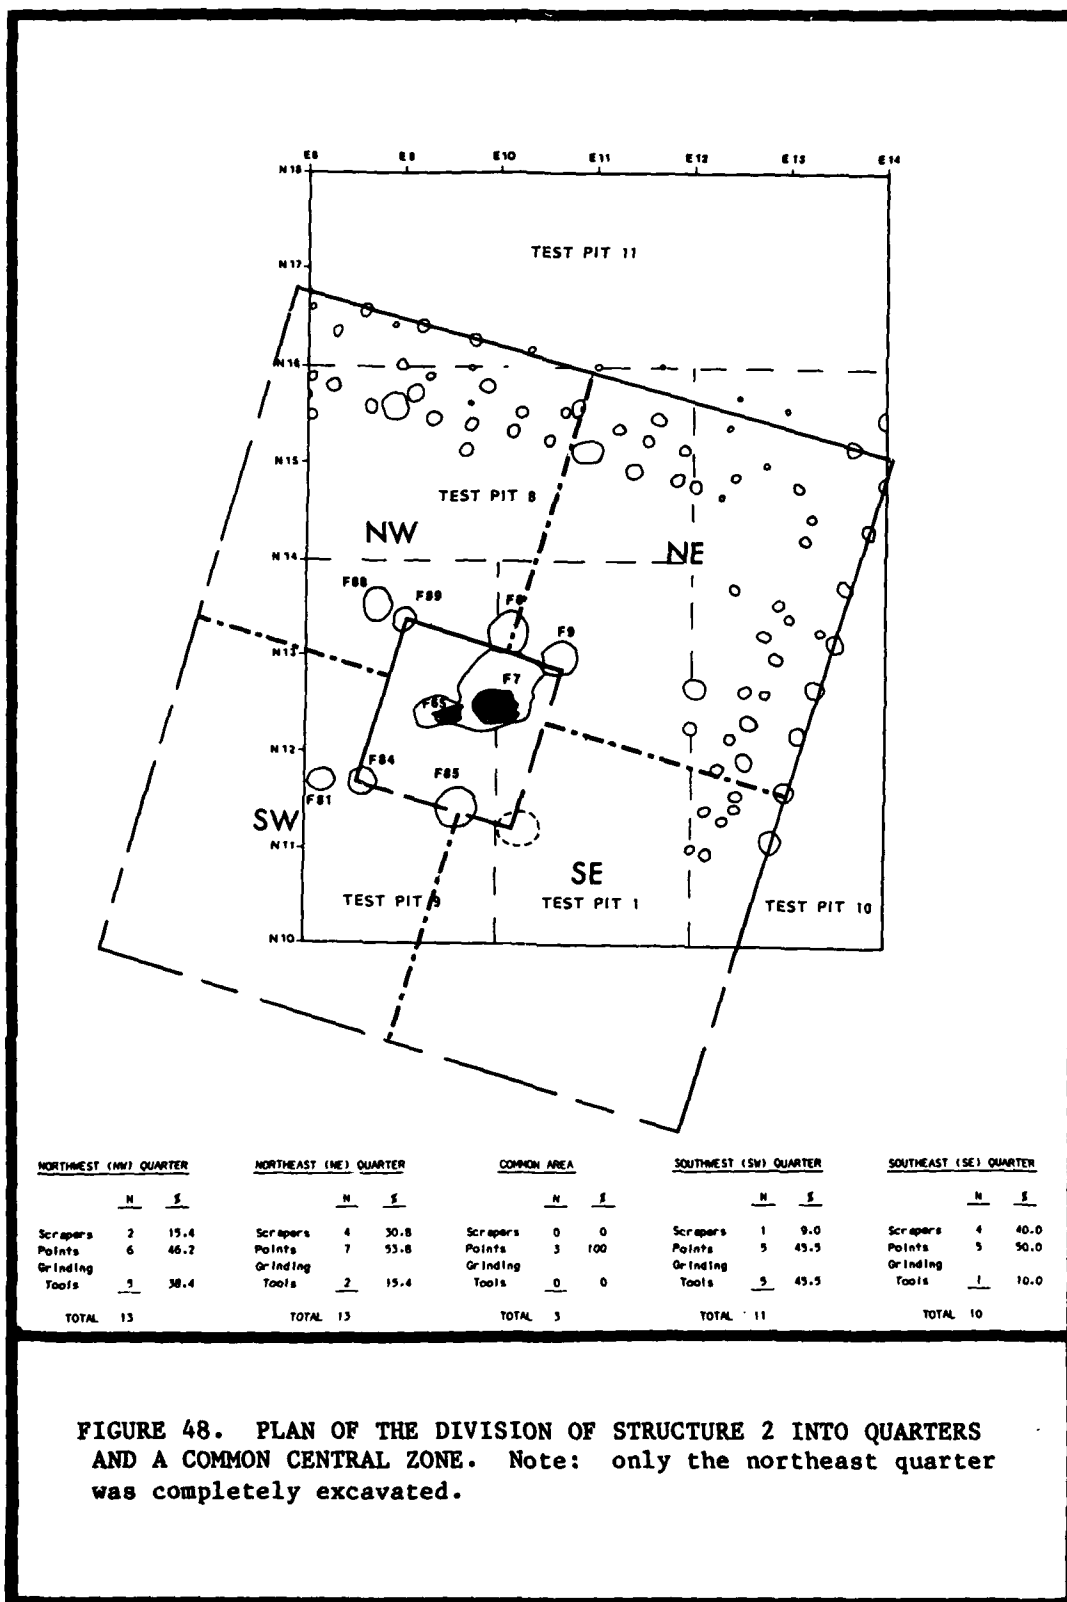 E8 E9 E10 E11 E12 E13 E14
N18
TEST PIT 11
N17
N16
N15
TEST PIT 8
NW
NE
N14
F88
F89
F8
F9
N13
F7
F65
N12
F84
F85
F81
SW
N11
SE
TEST PIT 9
TEST PIT 1
TEST PIT 10
N10
NORTHWEST (NW) QUARTER
N %
Scrapers 2 15.4
Points 6 46.2
Grinding
Tools 5 38.4
TOTAL 13
NORTHEAST (NE) QUARTER
N %
Scrapers 4 30.8
Points 7 53.8
Grinding
Tools 2 15.4
TOTAL 13
COMMON AREA
N %
Scrapers 0 0
Points 3 100
Grinding
Tools 0 0
TOTAL 3
SOUTHWEST (SW) QUARTER
N %
Scrapers 1 9.0
Points 5 45.5
Grinding
Tools 5 45.5
TOTAL 11
SOUTHEAST (SE) QUARTER
N %
Scrapers 4 40.0
Points 5 50.0
Grinding
Tools 1 10.0
TOTAL 10
FIGURE 48. PLAN OF THE DIVISION OF STRUCTURE 2 INTO QUARTERS
AND A COMMON CENTRAL ZONE. Note: only the northeast quarter
was completely excavated.